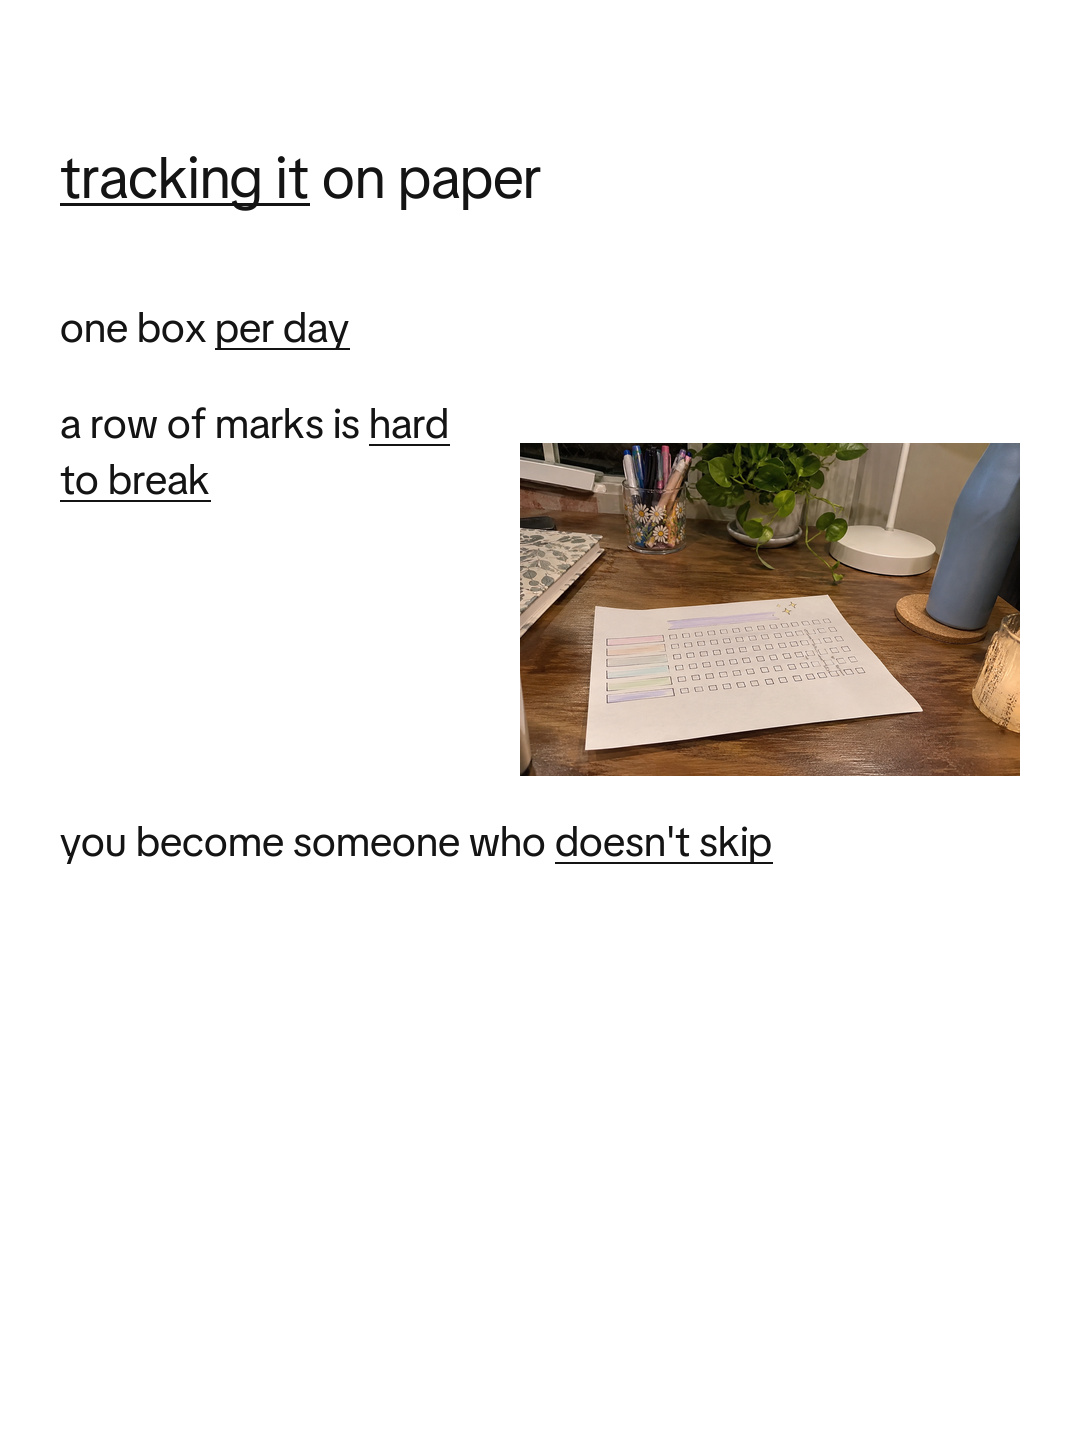 tracking it on paper
one box per day
a row of marks is hard
to break
you become someone who doesn't skip